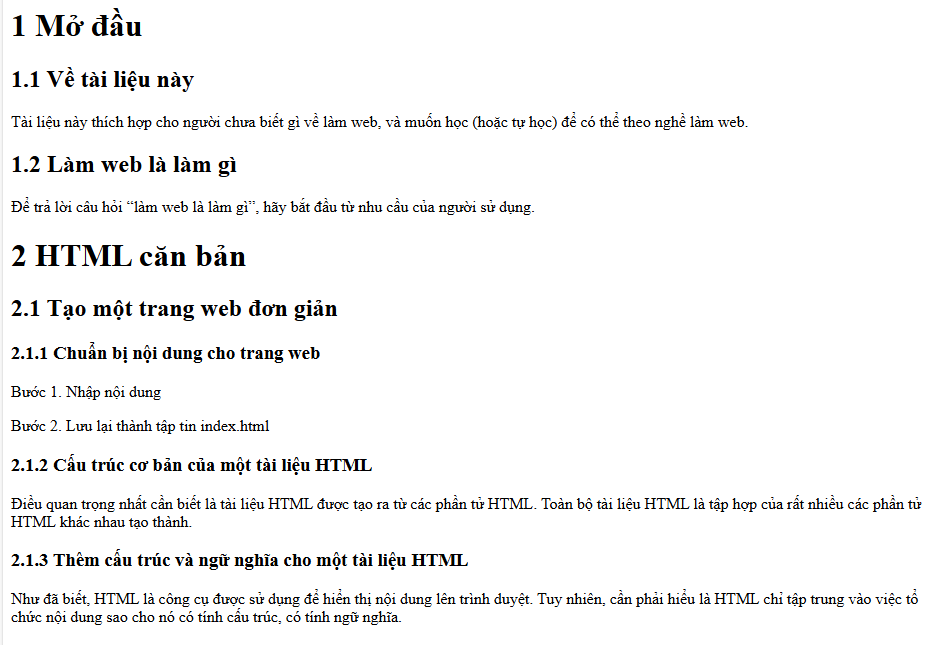 1 Mở đầu
1.1 Về tài liệu này
Tài liệu này thích hợp cho người chưa biết gì về làm web, và muốn học (hoặc tự học) để có thể theo nghề làm web.
1.2 Làm web là làm gì
Để trả lời câu hỏi “làm web là làm gì”, hãy bắt đầu từ nhu cầu của người sử dụng.
2 HTML căn bản
2.1 Tạo một trang web đơn giản
2.1.1 Chuẩn bị nội dung cho trang web
Bước 1. Nhập nội dung
Bước 2. Lưu lại thành tập tin index.html
2.1.2 Cấu trúc cơ bản của một tài liệu HTML
Điều quan trọng nhất cần biết là tài liệu HTML được tạo ra từ các phần tử HTML. Toàn bộ tài liệu HTML là tập hợp của rất nhiều các phần tử
HTML khác nhau tạo thành.
2.1.3 Thêm cấu trúc và ngữ nghĩa cho một tài liệu HTML
Như đã biết, HTML là công cụ được sử dụng để hiển thị nội dung lên trình duyệt. Tuy nhiên, cần phải hiểu là HTML chỉ tập trung vào việc tổ
chức nội dung sao cho nó có tính cấu trúc, có tính ngữ nghĩa.